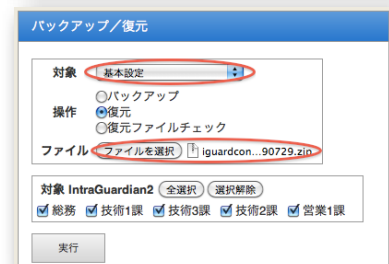 バックアップ／復元
対象 基本設定
バックアップ
操作 復元
復元ファイルチェック
ファイル ファイルを選択 iguardcon...90729.zip
対象 IntraGuardian2 全選択 選択解除
総務 技術1課 技術3課 技術2課 営業1課
実行